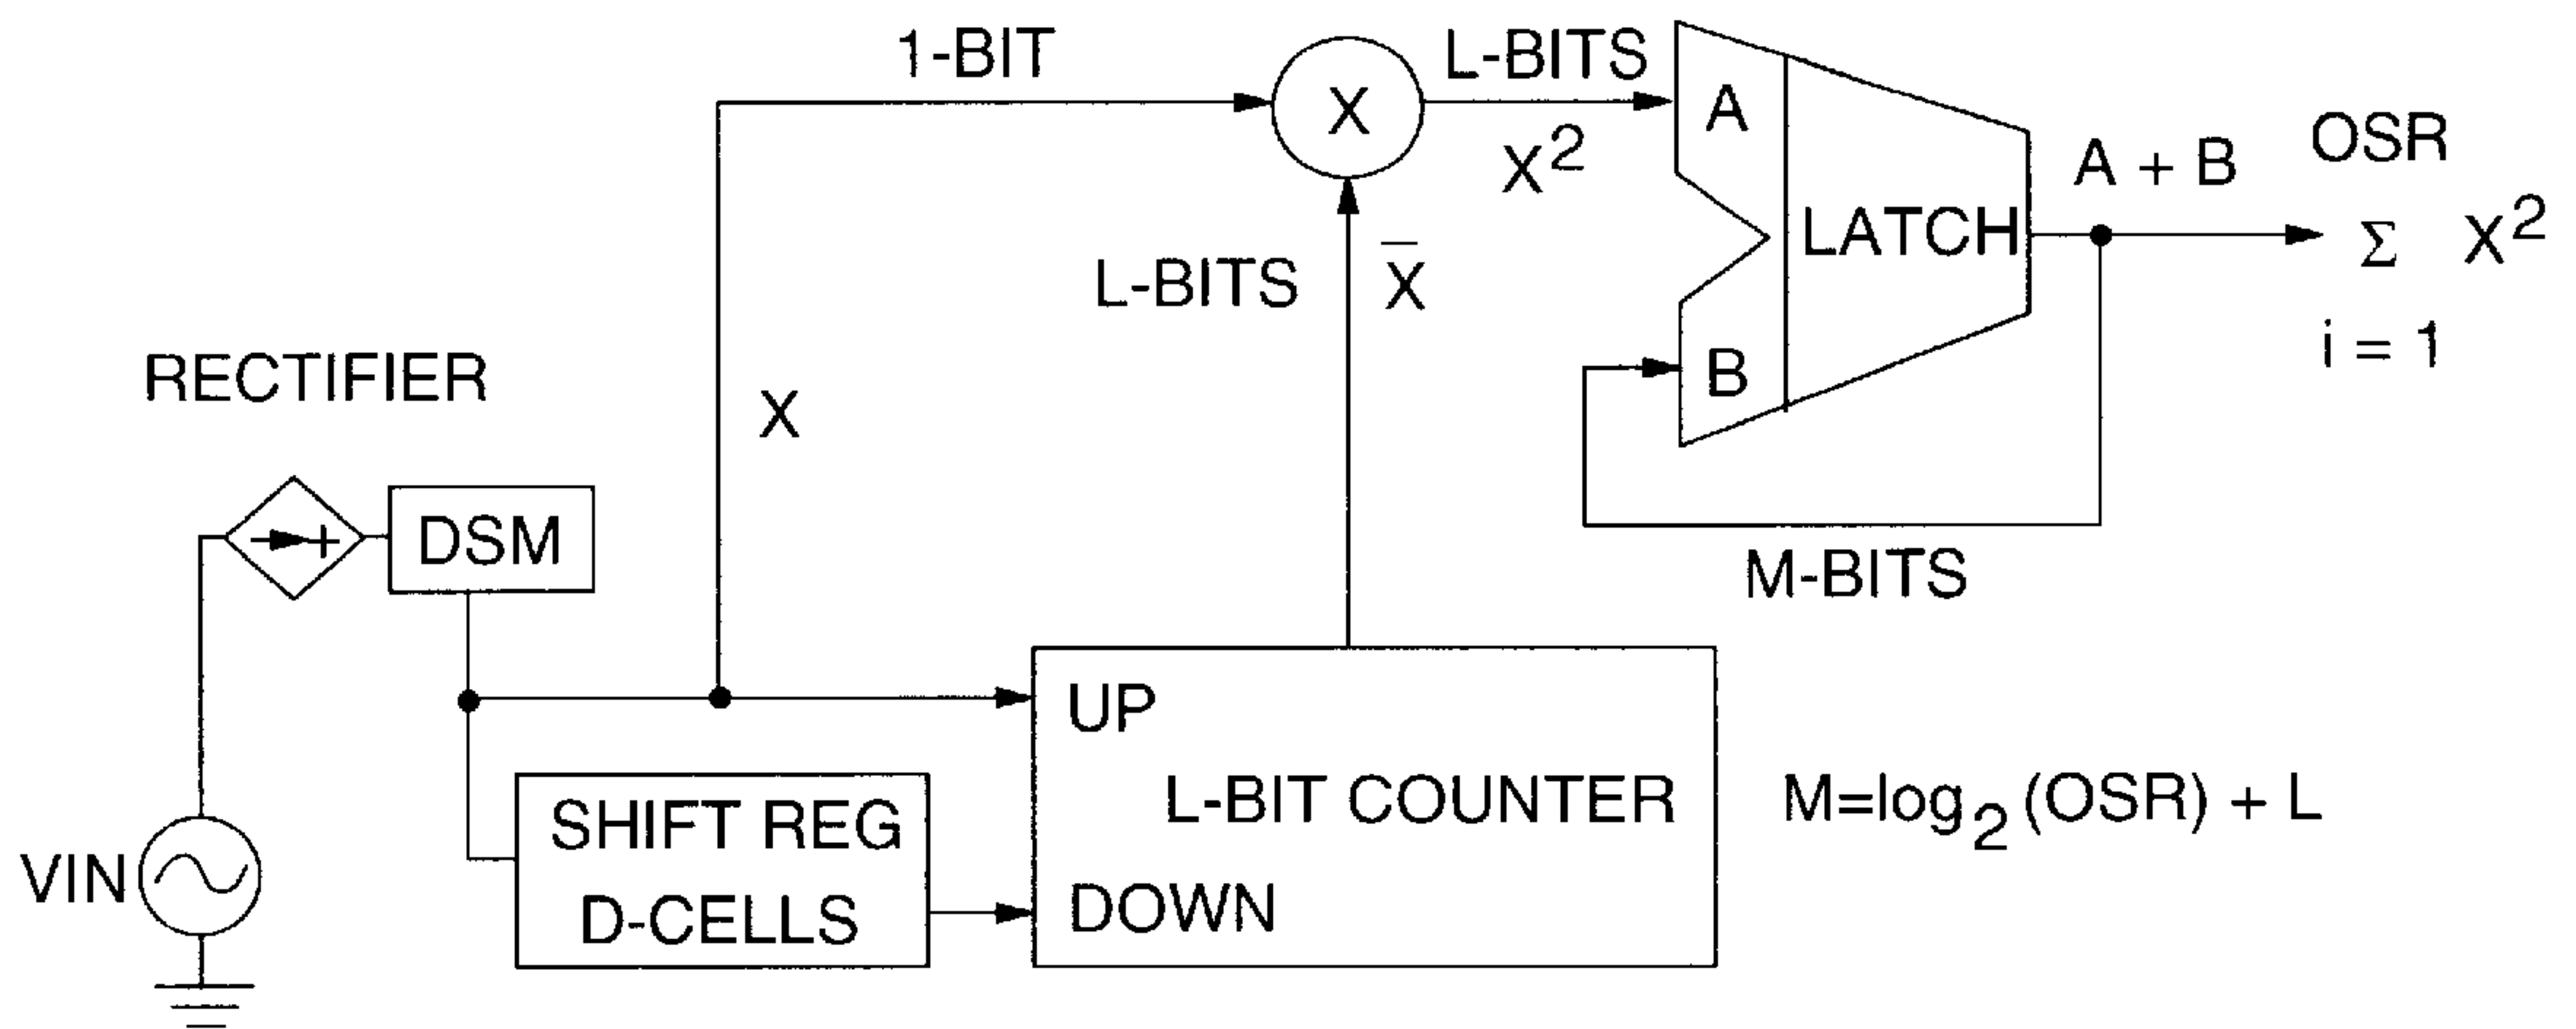 1-BIT
L-BITS
X
X²
A
LATCH
A + B
OSR
Σ X²
i = 1
L-BITS
X̅
B
RECTIFIER
X
DSM
M-BITS
UP
L-BIT COUNTER
DOWN
SHIFT REG
D-CELLS
M=log₂ (OSR) + L
VIN